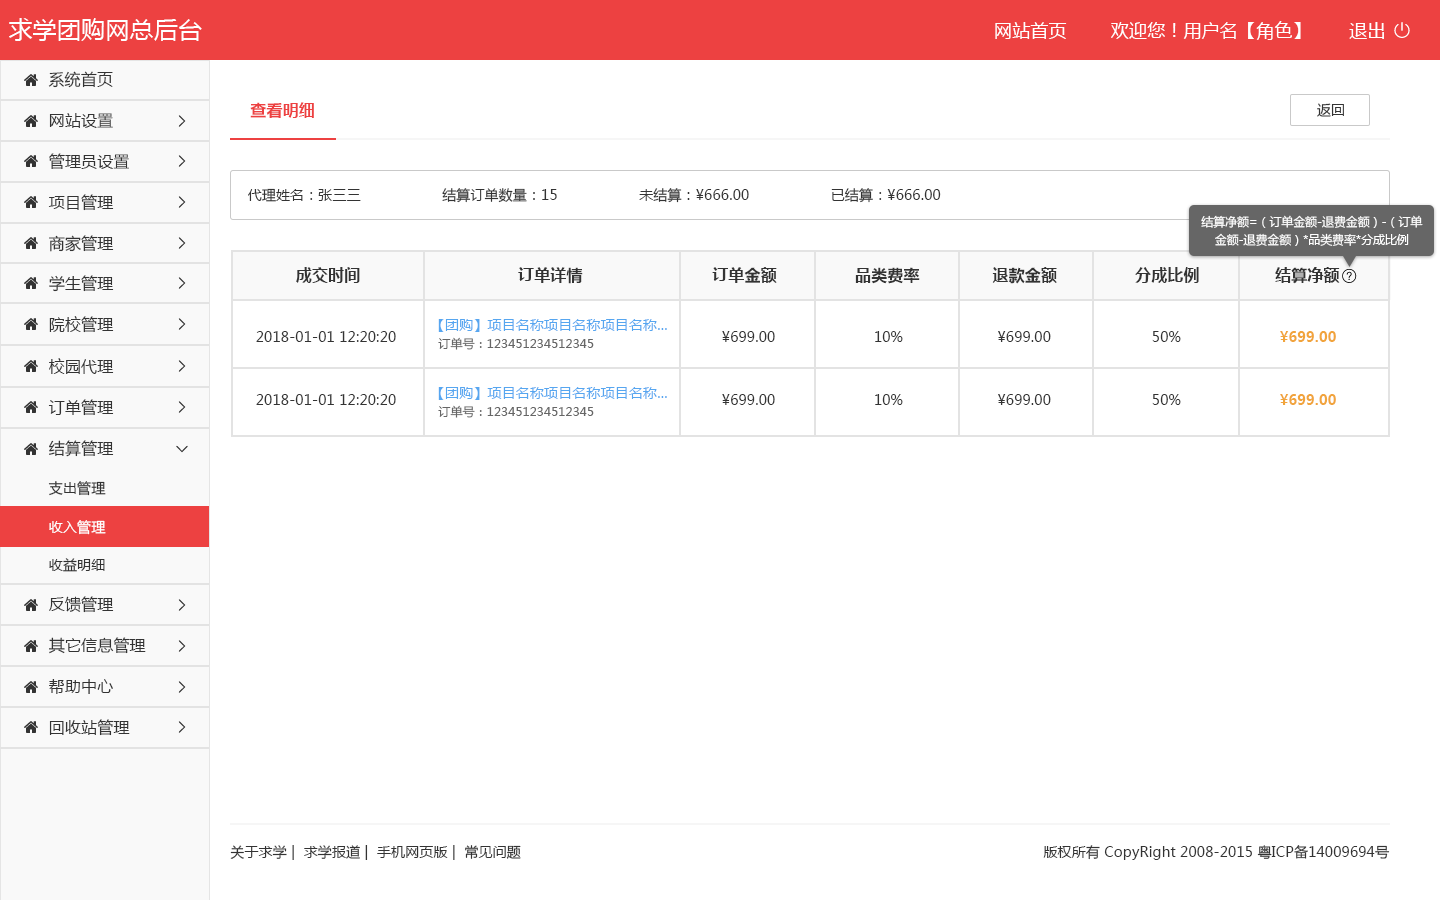 求学团购网总后台
网站首页
欢迎您！用户名【角色】
退出
系统首页
网站设置
管理员设置
项目管理
商家管理
学生管理
院校管理
校园代理
订单管理
结算管理
支出管理
收入管理
收益明细
反馈管理
其它信息管理
帮助中心
回收站管理
查看明细
返回
代理姓名：张三三
结算订单数量：15
未结算：¥666.00
已结算：¥666.00
结算净额=（订单金额-退费金额）-（订单
金额-退费金额）*品类费率*分成比例
成交时间 订单详情 订单金额 品类费率 退款金额 分成比例 结算净额?
2018-01-01 12:20:20 【团购】项目名称项目名称项目名称... ¥699.00 10% ¥699.00 50% ¥699.00
订单号：123451234512345
2018-01-01 12:20:20 【团购】项目名称项目名称项目名称... ¥699.00 10% ¥699.00 50% ¥699.00
订单号：123451234512345
关于求学 | 求学报道 | 手机网页版 | 常见问题
版权所有 CopyRight 2008-2015 粤ICP备14009694号